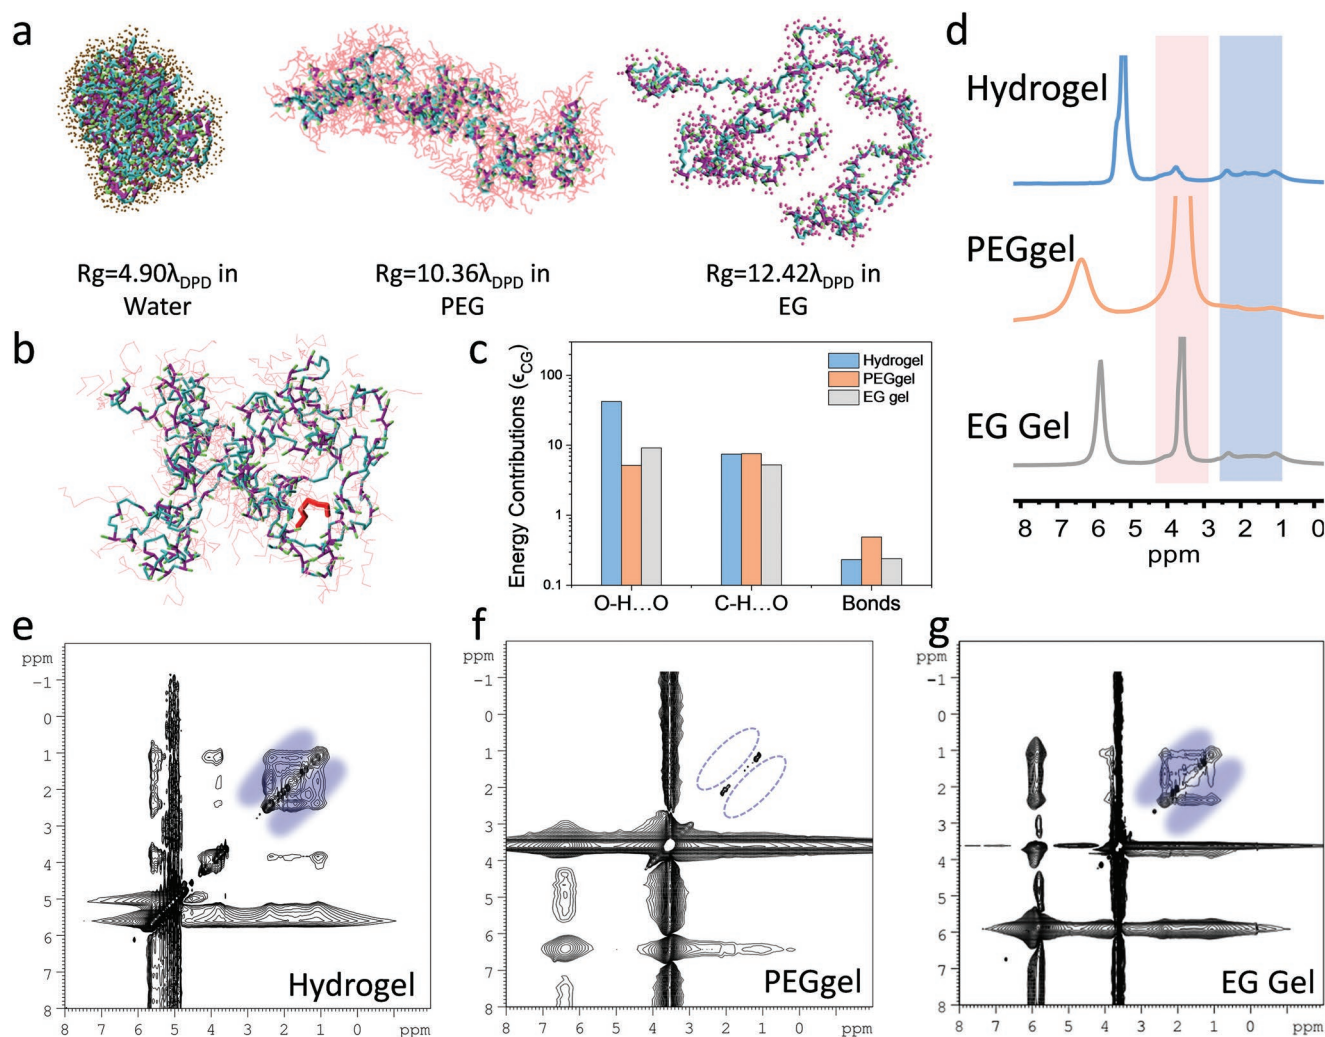 a
Rg=4.90λDPD in
Water
Rg=10.36λDPD in
PEG
Rg=12.42λDPD in
EG
d
Hydrogel
PEGgel
EG Gel
8 7 6 5 4 3 2 1 0
ppm
b
c
Energy Contributions (ϵCG)
100
10
1
0.1
Hydrogel
PEGgel
EG gel
O-H...O
C-H...O
Bonds
e
ppm
-1
0
1
2
3
4
5
6
7
8
Hydrogel
8 7 6 5 4 3 2 1 0 ppm
f
ppm
-1
0
1
2
3
4
5
6
7
8
PEGgel
8 7 6 5 4 3 2 1 0 ppm
g
ppm
-1
0
1
2
3
4
5
6
7
8
EG Gel
8 7 6 5 4 3 2 1 0 ppm